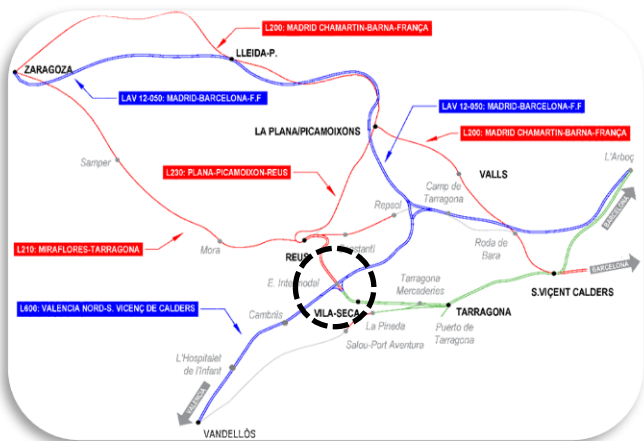 L200: MADRID CHAMARTIN-BARNA-FRANÇA
LLEIDA-P.
ZARAGOZA
LAV 12-050: MADRID-BARCELONA-F.F
LAV 12-050: MADRID-BARCELONA-F.F
LA PLANA/PICAMOIXONS
L200: MADRID CHAMARTIN-BARNA-FRANÇA
Samper
L230: PLANA-PICAMOIXON-REUS
VALLS
L'Arboç
Repsol
Camp de
Tarragona
BARCELONA
L210: MIRAFLORES-TARRAGONA
Mora
REUS
Constantí
Roda de
Bara
BARCELONA
S.VIÇENT CALDERS
E. Intermodal
Tarragona
Mercaderies
L600: VALENCIA NORD-S. VICENÇ DE CALDERS
Cambrils
VILA-SECA
TARRAGONA
La Pineda
Puerto de
Tarragona
Salou-Port Aventura
L'Hospitalet
de l'Infant
VALENCIA
VANDELLÒS